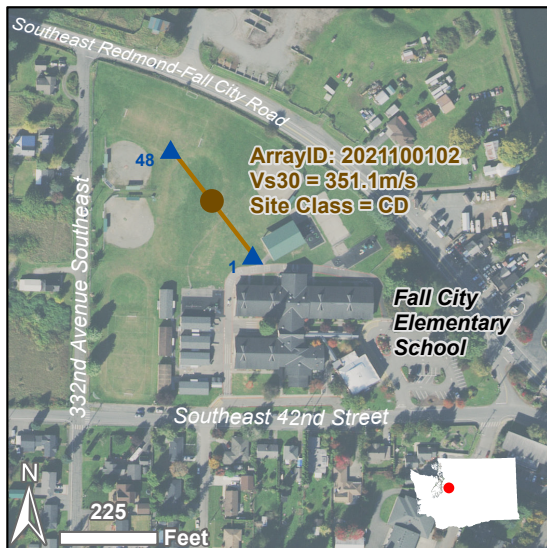 Southeast Redmond-Fall City Road
48
ArrayID: 2021100102
Vs30 = 351.1m/s
Site Class = CD
1
332nd Avenue Southeast
Fall City
Elementary
School
Southeast 42nd Street
N
225
Feet